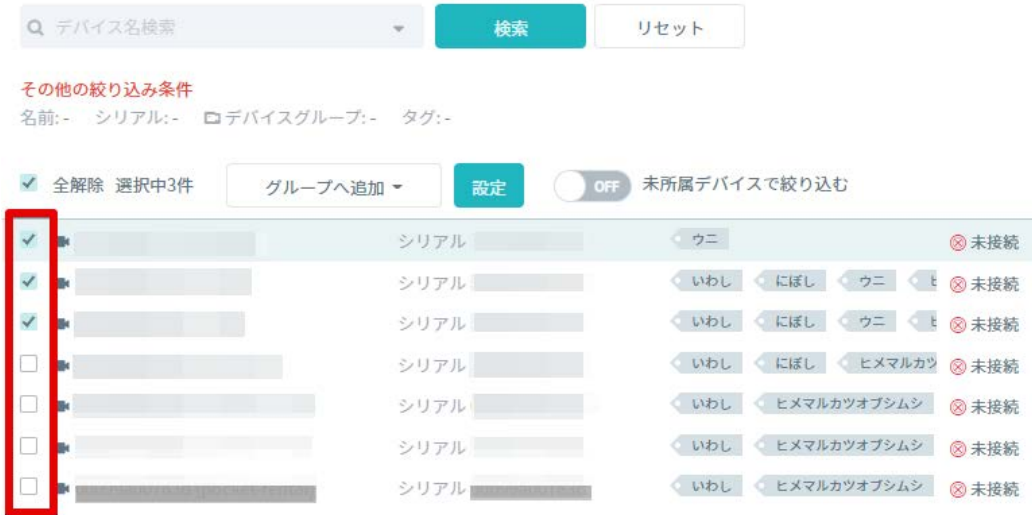 デバイス名検索 検索 リセット
その他の絞り込み条件
名前: - シリアル: - デバイスグループ: - タグ: -
全解除 選択中3件 グループへ追加 設定 OFF 未所属デバイスで絞り込む
シリアル ウニ 未接続
シリアル いわし にぼし ウニ 未接続
シリアル いわし にぼし ウニ 未接続
シリアル いわし にぼし ヒメマルカツ 未接続
シリアル いわし ヒメマルカツオブシムシ 未接続
シリアル いわし ヒメマルカツオブシムシ 未接続
シリアル いわし ヒメマルカツオブシムシ 未接続